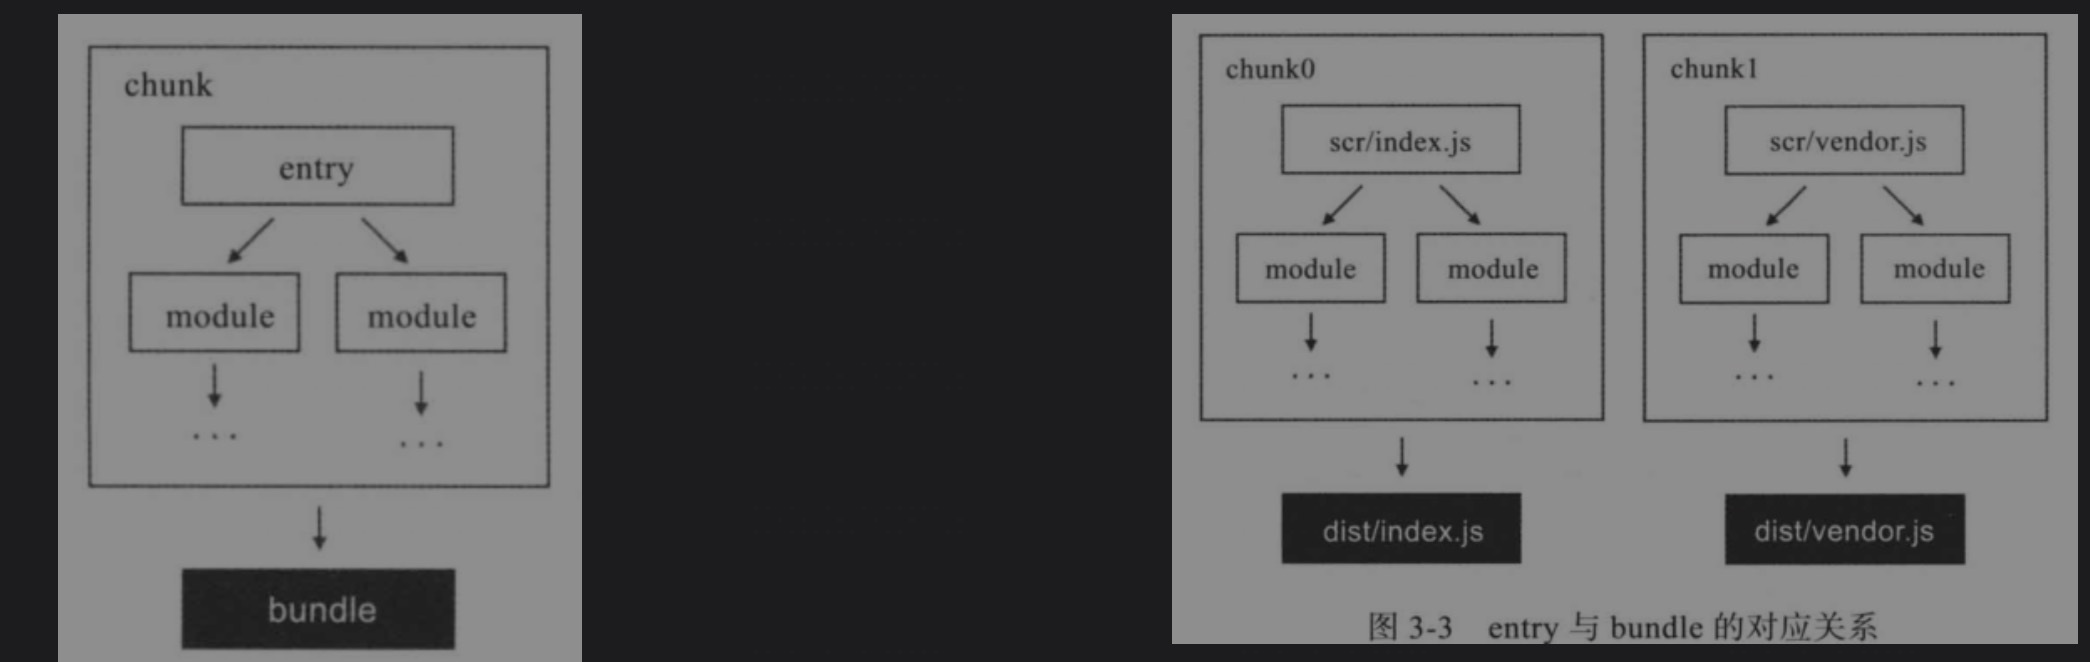 chunk
entry
module module
...
...
bundle
chunk0
scr/index.js
module module
...
...
dist/index.js
chunk1
scr/vendor.js
module module
...
...
dist/vendor.js
图 3-3 entry 与 bundle 的对应关系